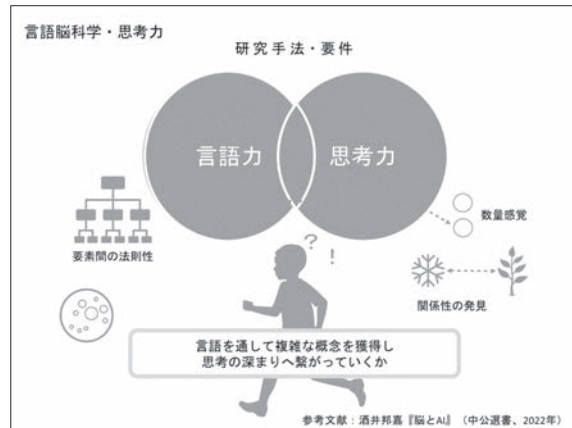 言語脳科学・思考力
研究手法・要件
言語力
思考力
数量感覚
要素間の法則性
?
!
関係性の発見
言語を通して複雑な概念を獲得し
思考の深まりへ繋がっていくか
参考文献：酒井邦嘉『脳とAI』（中公選書、2022年）